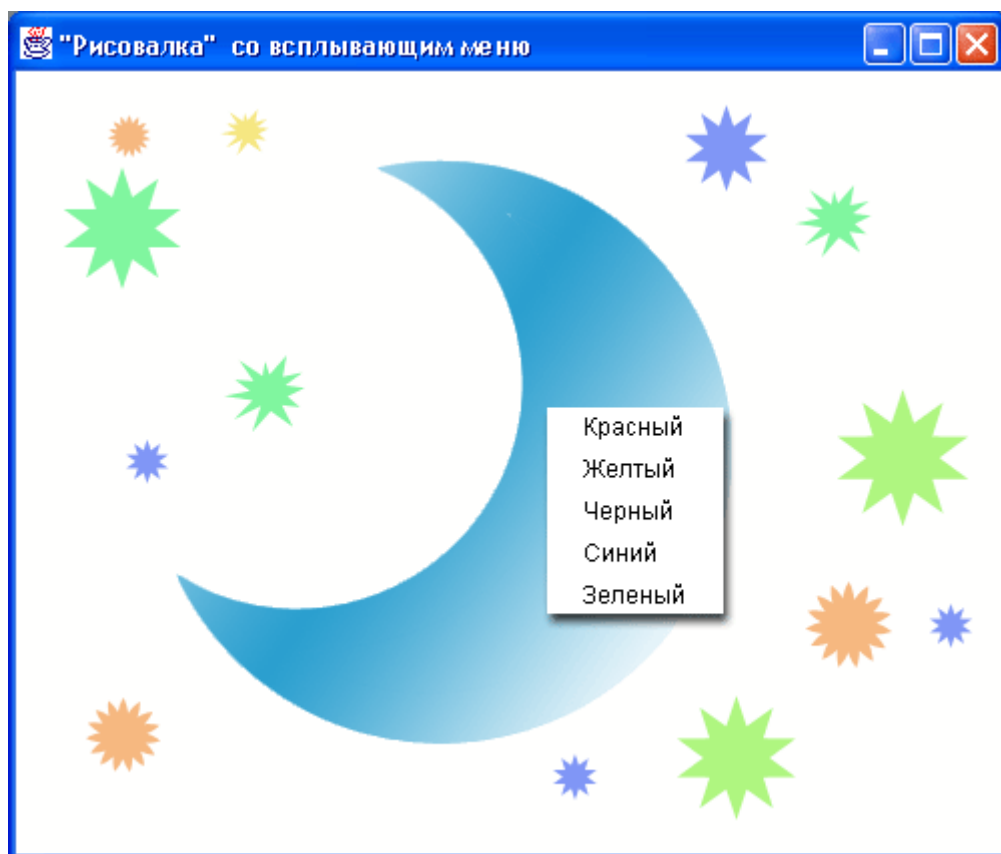 "Рисовалка" со всплывающим меню
Красный
Желтый
Черный
Синий
Зеленый